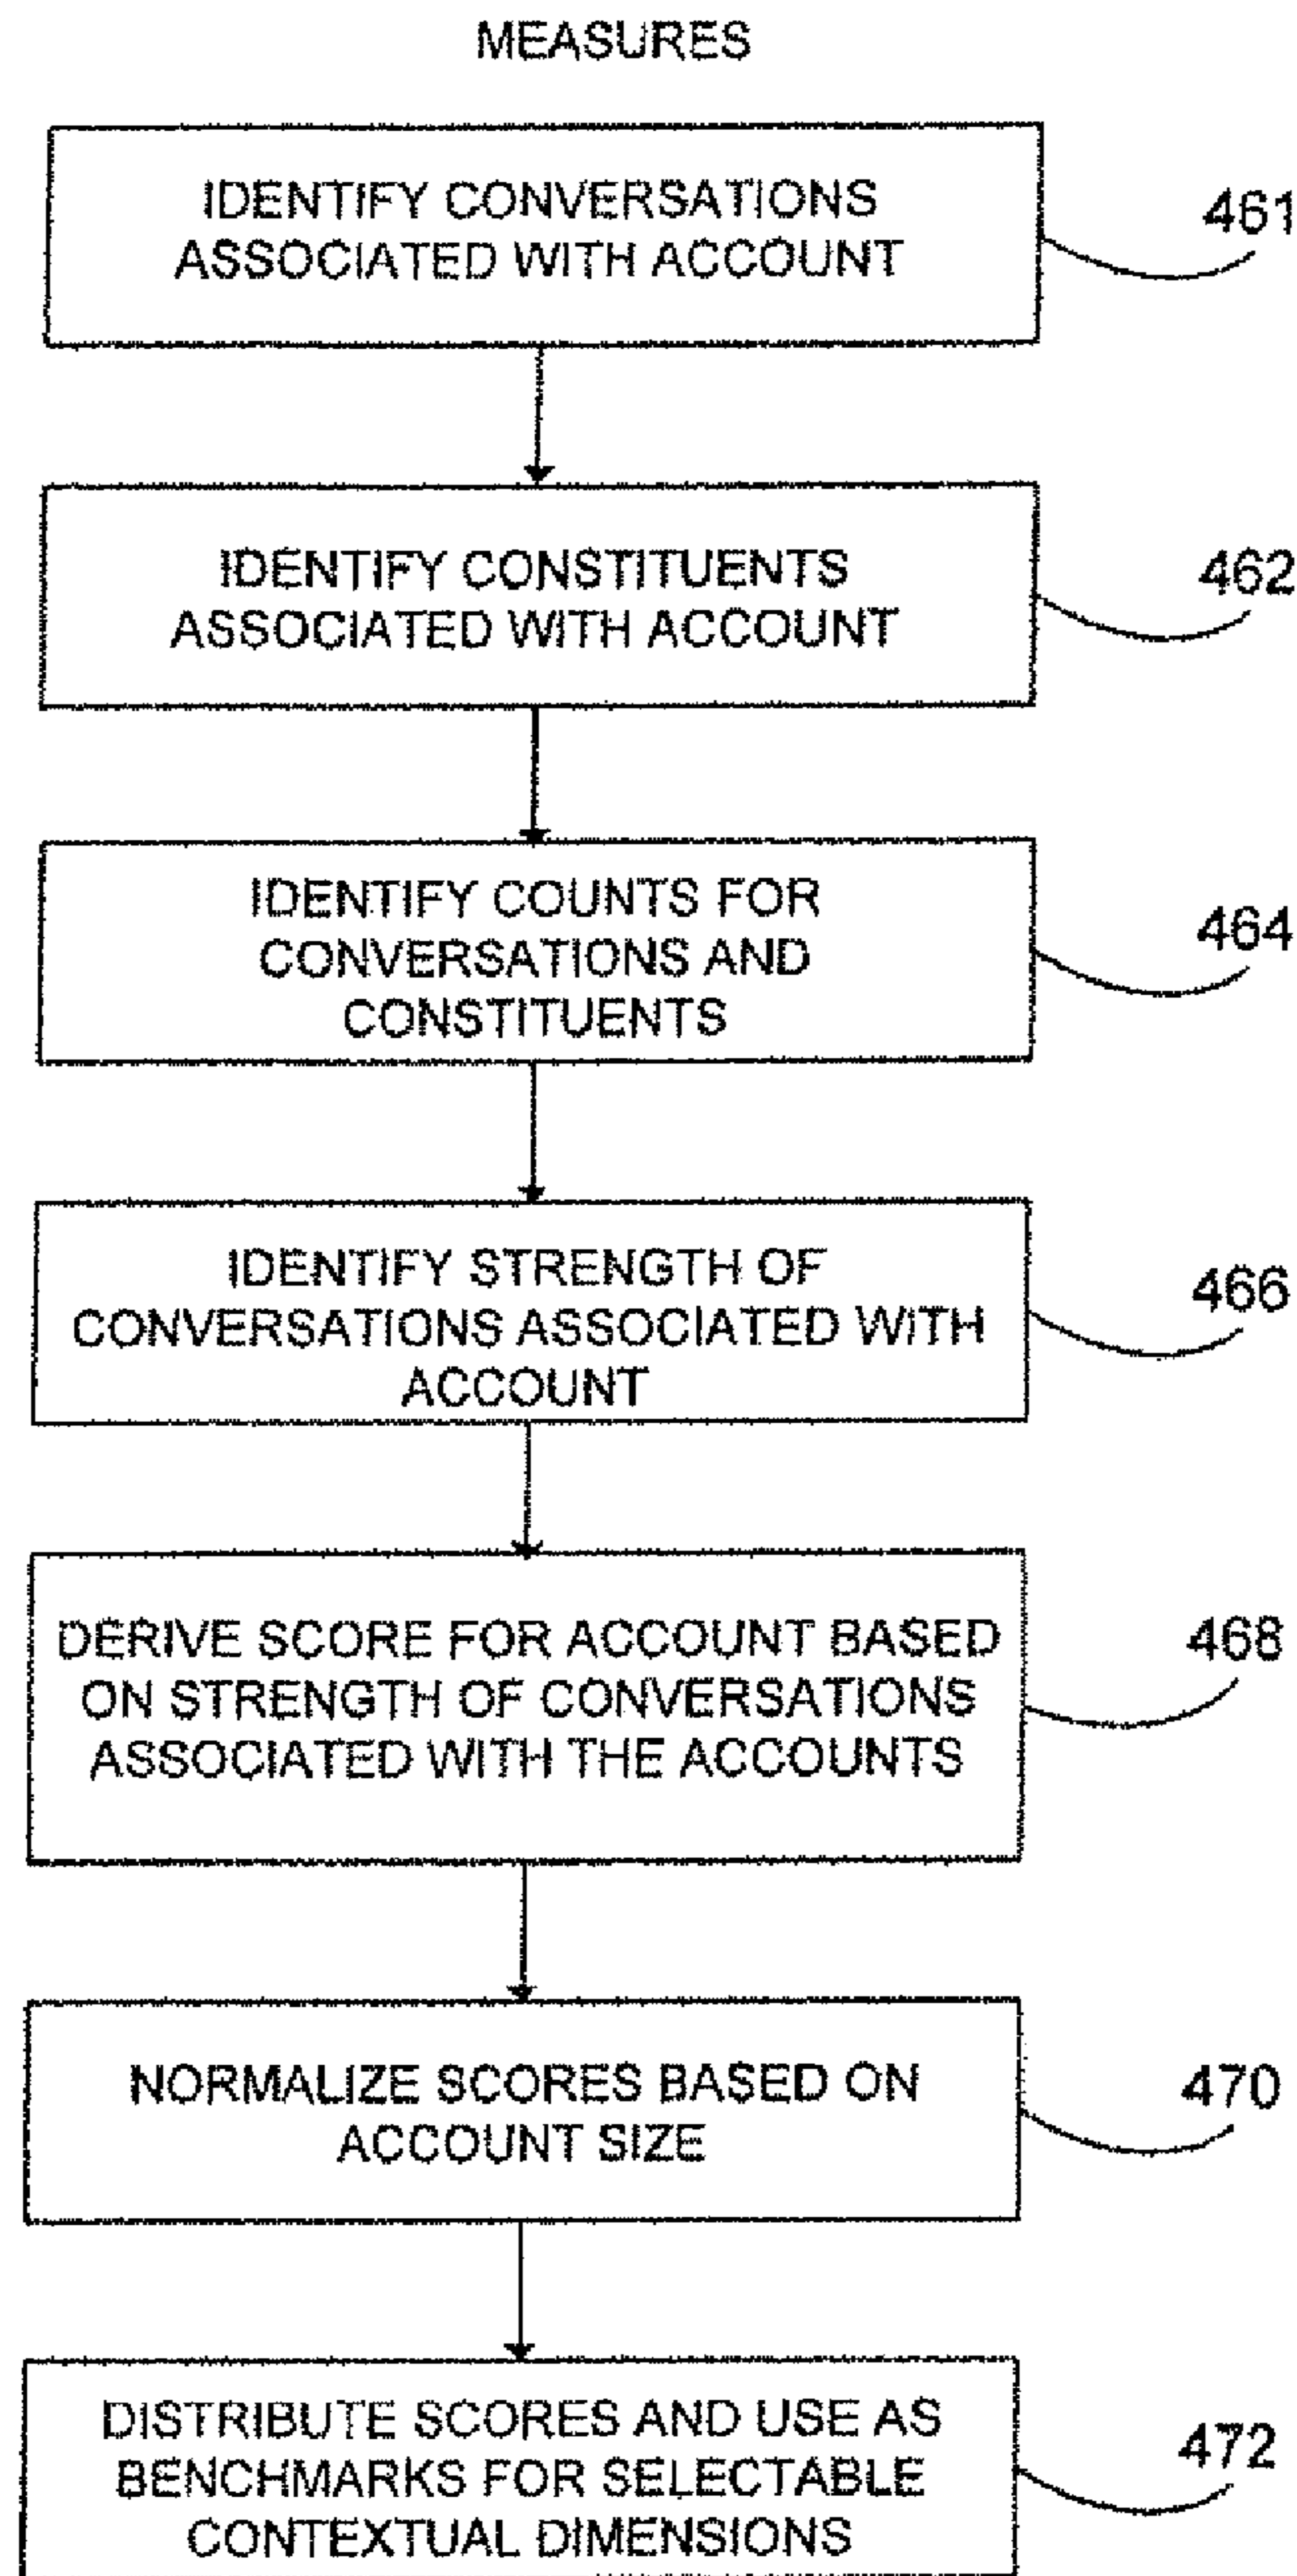 MEASURES
IDENTIFY CONVERSATIONS
ASSOCIATED WITH ACCOUNT
461
IDENTIFY CONSTITUENTS
ASSOCIATED WITH ACCOUNT
462
IDENTIFY COUNTS FOR
CONVERSATIONS AND
CONSTITUENTS
464
IDENTIFY STRENGTH OF
CONVERSATIONS ASSOCIATED WITH
ACCOUNT
466
DERIVE SCORE FOR ACCOUNT BASED
ON STRENGTH OF CONVERSATIONS
ASSOCIATED WITH THE ACCOUNTS
468
NORMALIZE SCORES BASED ON
ACCOUNT SIZE
470
DISTRIBUTE SCORES AND USE AS
BENCHMARKS FOR SELECTABLE
CONTEXTUAL DIMENSIONS
472